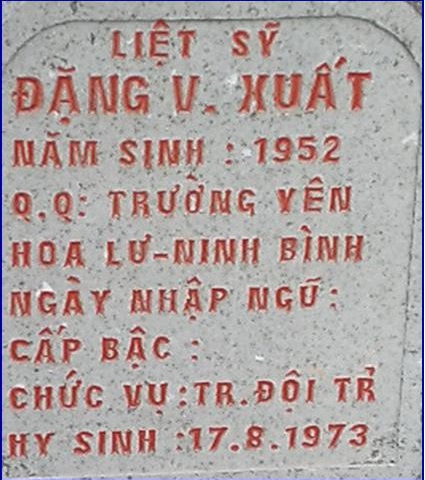 LIỆT SỸ
ĐẶNG V. XUẤT
NĂM SINH : 1952
Q.Q: TRƯỜNG YÊN
HOA LƯ-NINH BÌNH
NGÀY NHẬP NGŨ:
CẤP BẬC :
CHỨC VỤ:TR.ĐỘI TR
HY SINH :17.8.1973